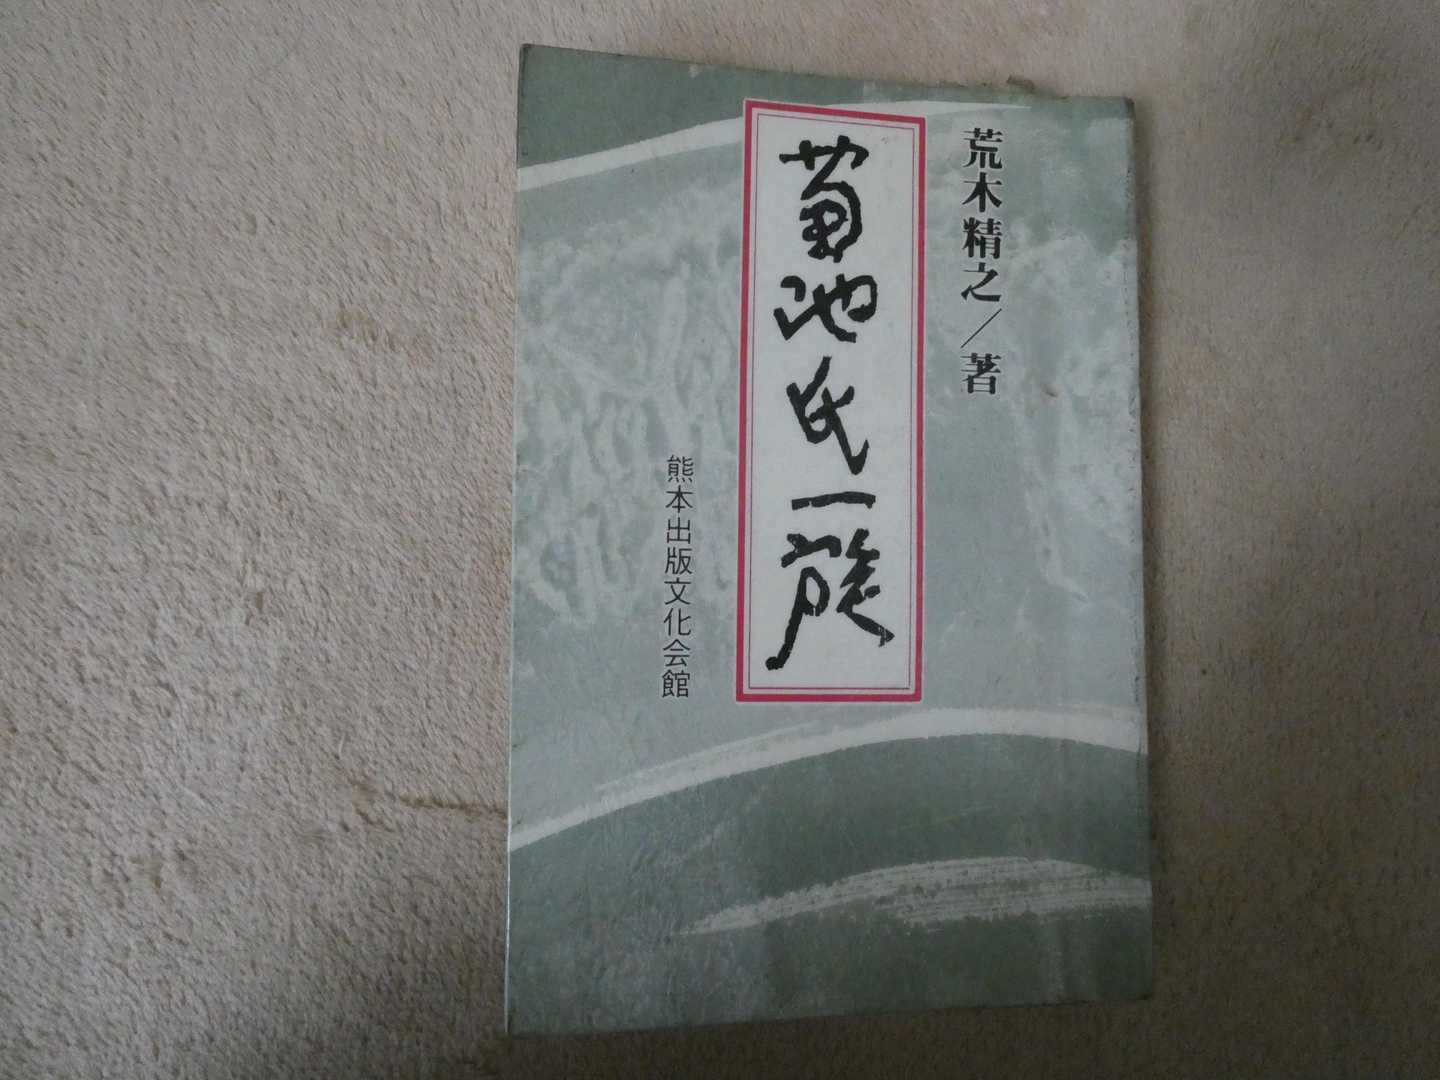 荒木精之／著
菊池氏一族
熊本出版文化会館